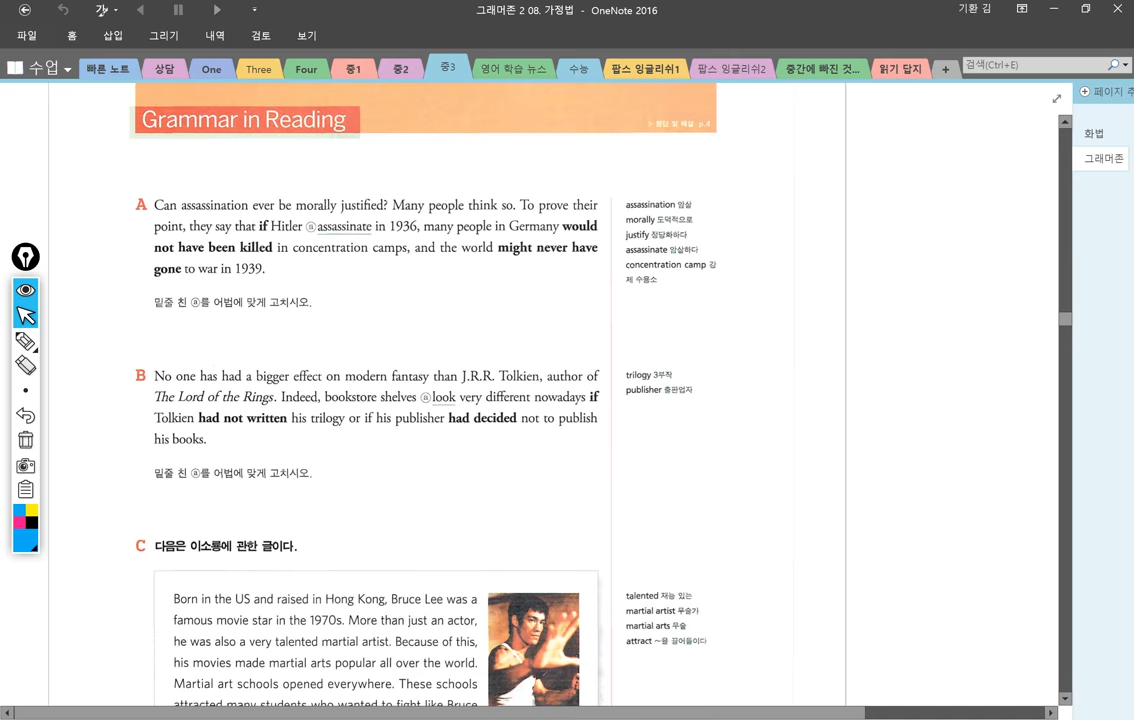 그래머존 2 08. 가정법 - OneNote 2016
기환 김
파일 홈 삽입 그리기 내역 검토 보기
수업
빠른 노트 상담 One Three Four 중1 중2 중3 영어 학습 뉴스 수능 팝스 잉글리쉬1 팝스 잉글리쉬2 중간에 빠진 것... 읽기 답지 +
검색(Ctrl+E)
페이지 추
화법
그래머존
Grammar in Reading
> 정답 및 해설 p.4
A Can assassination ever be morally justified? Many people think so. To prove their
point, they say that if Hitler ⓐassassinate in 1936, many people in Germany would
not have been killed in concentration camps, and the world might never have
gone to war in 1939.
밑줄 친 ⓐ를 어법에 맞게 고치시오.
assassination 암살
morally 도덕적으로
justify 정당화하다
assassinate 암살하다
concentration camp 강
제 수용소
B No one has had a bigger effect on modern fantasy than J.R.R. Tolkien, author of
The Lord of the Rings. Indeed, bookstore shelves ⓐlook very different nowadays if
Tolkien had not written his trilogy or if his publisher had decided not to publish
his books.
밑줄 친 ⓐ를 어법에 맞게 고치시오.
trilogy 3부작
publisher 출판업자
C 다음은 이소룡에 관한 글이다.
Born in the US and raised in Hong Kong, Bruce Lee was a
famous movie star in the 1970s. More than just an actor,
he was also a very talented martial artist. Because of this,
his movies made martial arts popular all over the world.
Martial art schools opened everywhere. These schools
attracted many students who wanted to fight like Bruce
talented 재능 있는
martial artist 무술가
martial arts 무술
attract ~을 끌어들이다